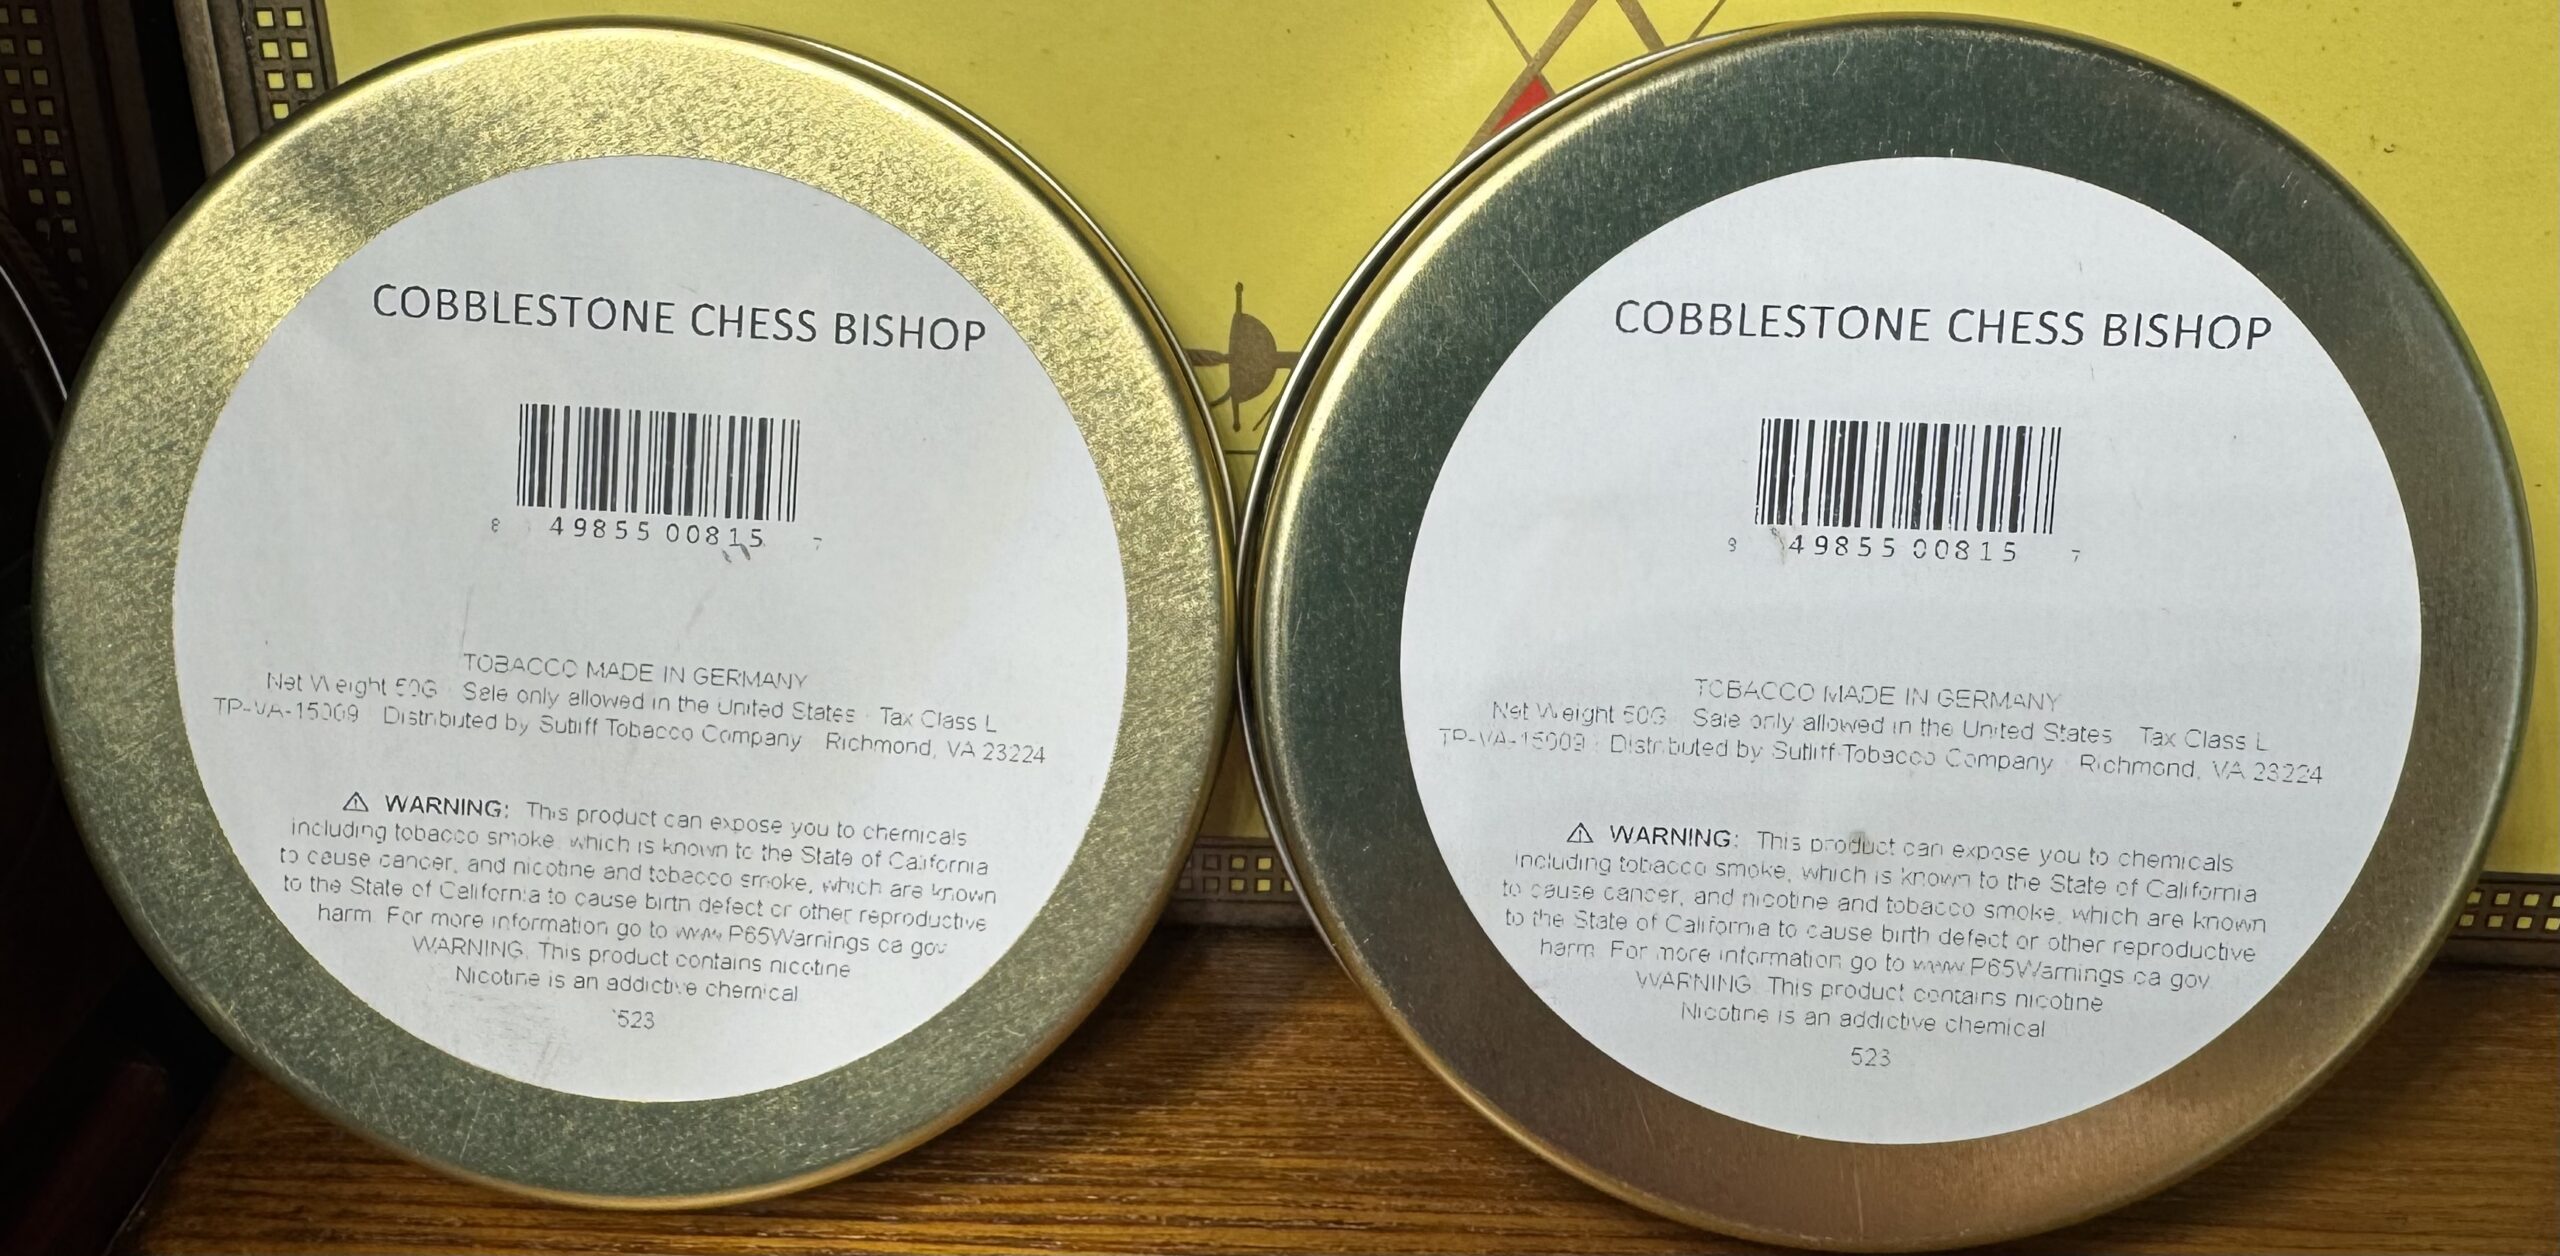 COBBLESTONE CHESS BISHOP
8 49855 00815 7
TOBACCO MADE IN GERMANY
Net Weight 50G Sale only allowed in the United States Tax Class L
TP-VA-15009 Distributed by Sutliff Tobacco Company Richmond, VA 23224
⚠ WARNING: This product can expose you to chemicals
including tobacco smoke, which is known to the State of California
to cause cancer, and nicotine and tobacco smoke, which are known
to the State of California to cause birth defect or other reproductive
harm. For more information go to www.P65Warnings.ca.gov
WARNING. This product contains nicotine
Nicotine is an addictive chemical
523
COBBLESTONE CHESS BISHOP
8 49855 00815 7
TOBACCO MADE IN GERMANY
Net Weight 50G Sale only allowed in the United States Tax Class L
TP-VA-15009 Distributed by Sutliff Tobacco Company Richmond, VA 23224
⚠ WARNING: This product can expose you to chemicals
including tobacco smoke, which is known to the State of California
to cause cancer, and nicotine and tobacco smoke, which are known
to the State of California to cause birth defect or other reproductive
harm. For more information go to www.P65Warnings.ca.gov
WARNING. This product contains nicotine
Nicotine is an addictive chemical
523